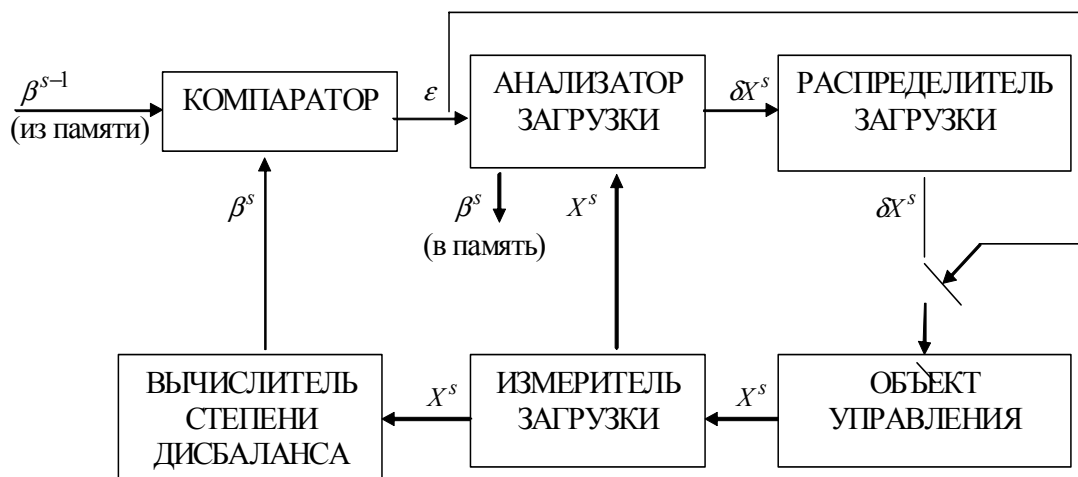 β^{s-1}
(из памяти)
КОМПАРАТОР
ε
АНАЛИЗАТОР
ЗАГРУЗКИ
δX^s
РАСПРЕДЕЛИТЕЛЬ
ЗАГРУЗКИ
β^s
β^s
(в память)
X^s
δX^s
ВЫЧИСЛИТЕЛЬ
СТЕПЕНИ
ДИСБАЛАНСА
X^s
ИЗМЕРИТЕЛЬ
ЗАГРУЗКИ
X^s
ОБЪЕКТ
УПРАВЛЕНИЯ